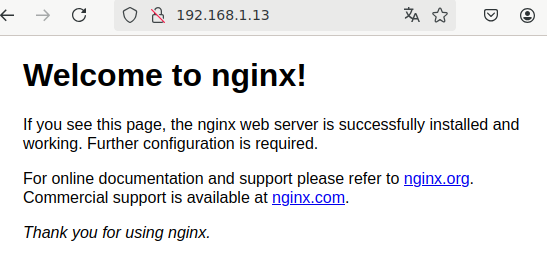 192.168.1.13
Welcome to nginx!
If you see this page, the nginx web server is successfully installed and
working. Further configuration is required.
For online documentation and support please refer to nginx.org.
Commercial support is available at nginx.com.
Thank you for using nginx.